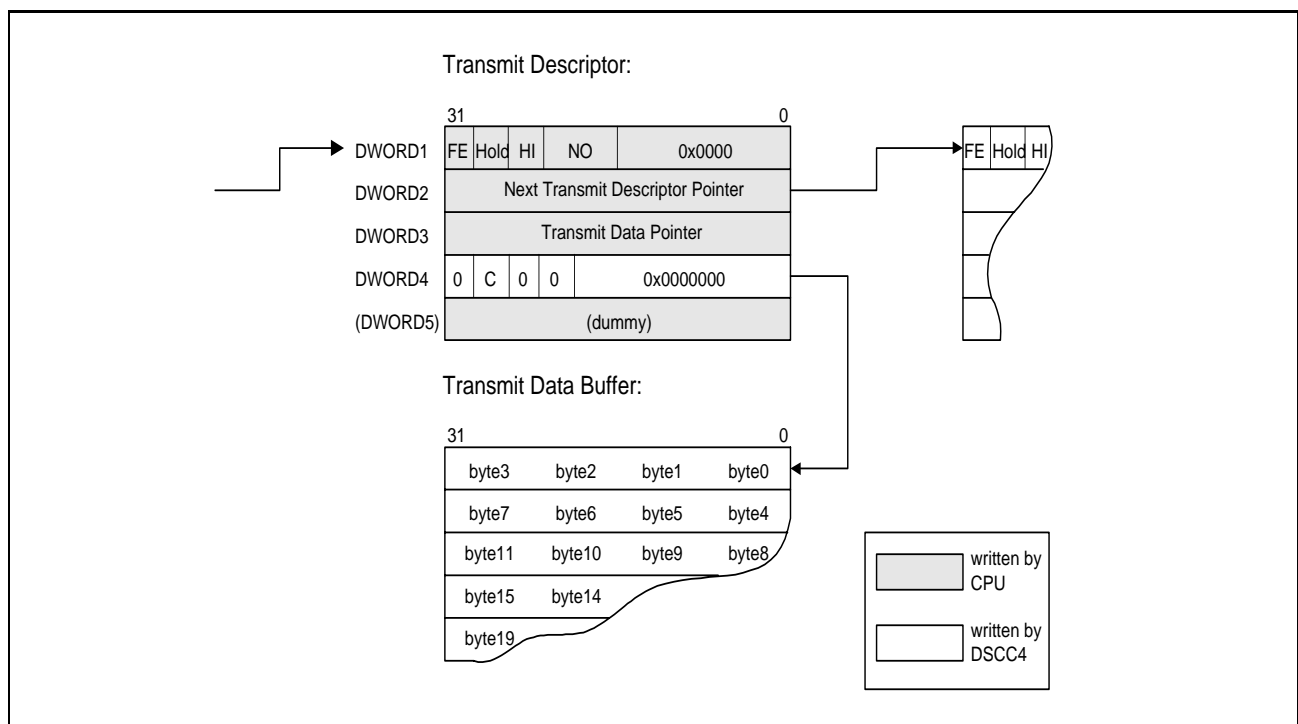 Transmit Descriptor:
31 0
DWORD1 FE Hold HI NO 0x0000 FE Hold HI
DWORD2 Next Transmit Descriptor Pointer
DWORD3 Transmit Data Pointer
DWORD4 0 C 0 0 0x0000000
(DWORD5) (dummy)
Transmit Data Buffer:
31 0
byte3 byte2 byte1 byte0
byte7 byte6 byte5 byte4
byte11 byte10 byte9 byte8
byte15 byte14
byte19
written by
CPU
written by
DSCC4